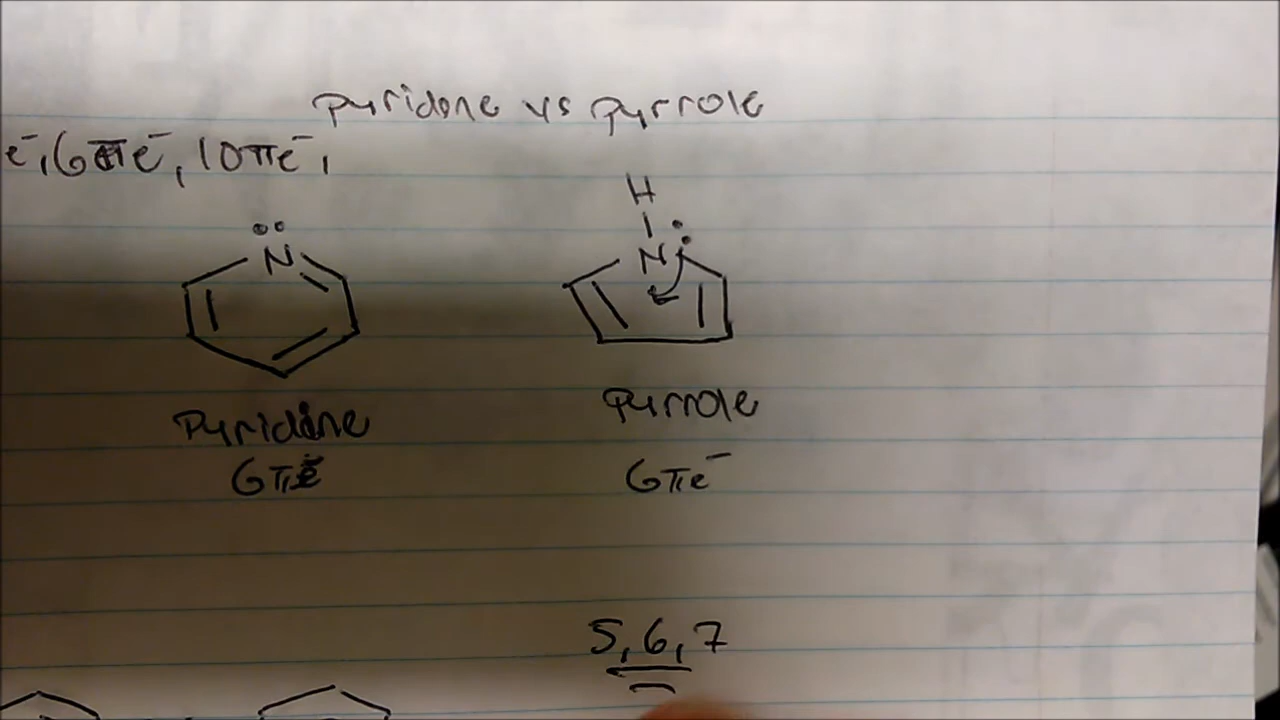 pyridine vs pyrrole
e⁻, 6πe⁻, 10πe⁻,
H
N
N
Pyridine
pyrrole
6πe⁻
6πe⁻
5, 6, 7